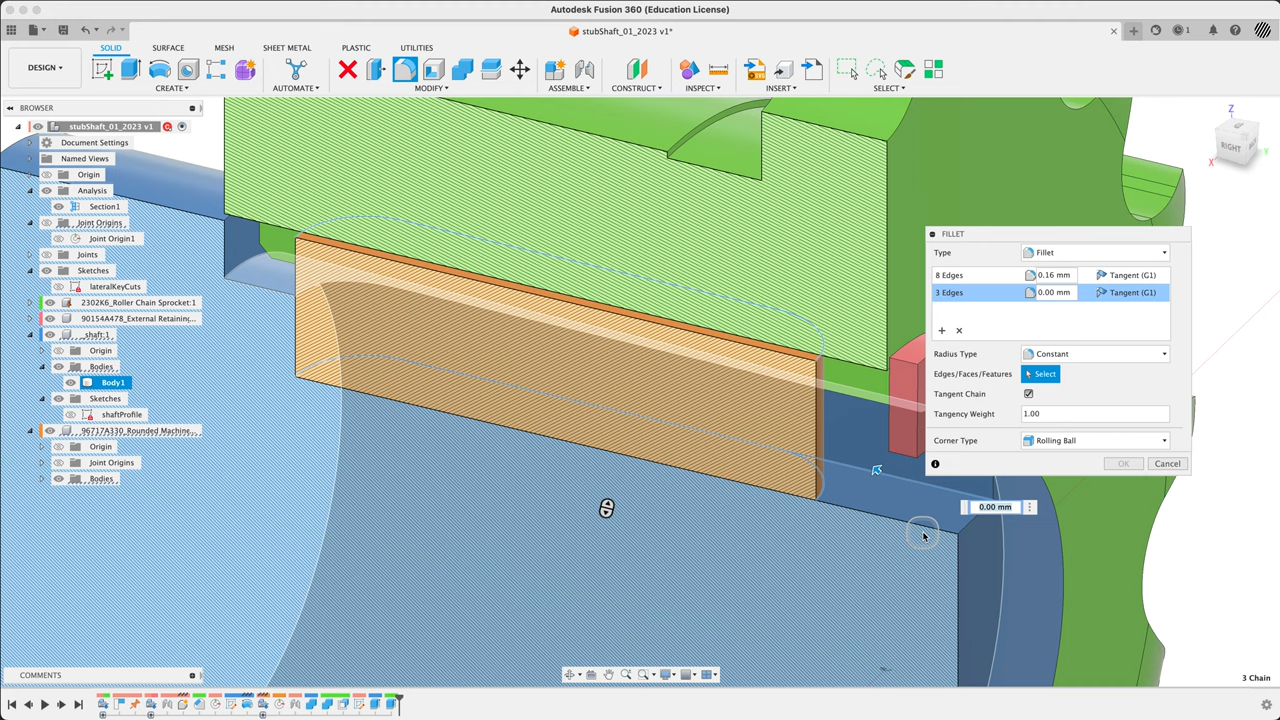 Autodesk Fusion 360 (Education License)
stubShaft_01_2023 v1*
1
DESIGN
SOLID
SURFACE
MESH
SHEET METAL
PLASTIC
UTILITIES
CREATE
AUTOMATE
MODIFY
ASSEMBLE
CONSTRUCT
INSPECT
INSERT
SELECT
BROWSER
stubShaft_01_2023 v1
Document Settings
Named Views
Origin
Analysis
Section1
Joint Origins
Joint Origin1
Joints
Sketches
lateralKeyCuts
2302K6_Roller Chain Sprocket:1
90154A478_External Retaining...
_shaft:1
Origin
Bodies
Body1
Sketches
shaftProfile
96717A330_Rounded Machine...
Origin
Joint Origins
Bodies
Z
RIGHT
X
Y
FILLET
Type
Fillet
8 Edges
0.16 mm
Tangent (G1)
3 Edges
0.00 mm
Tangent (G1)
Radius Type
Constant
Edges/Faces/Features
Select
Tangent Chain
Tangency Weight
1.00
Corner Type
Rolling Ball
OK
Cancel
0.00 mm
COMMENTS
3 Chain